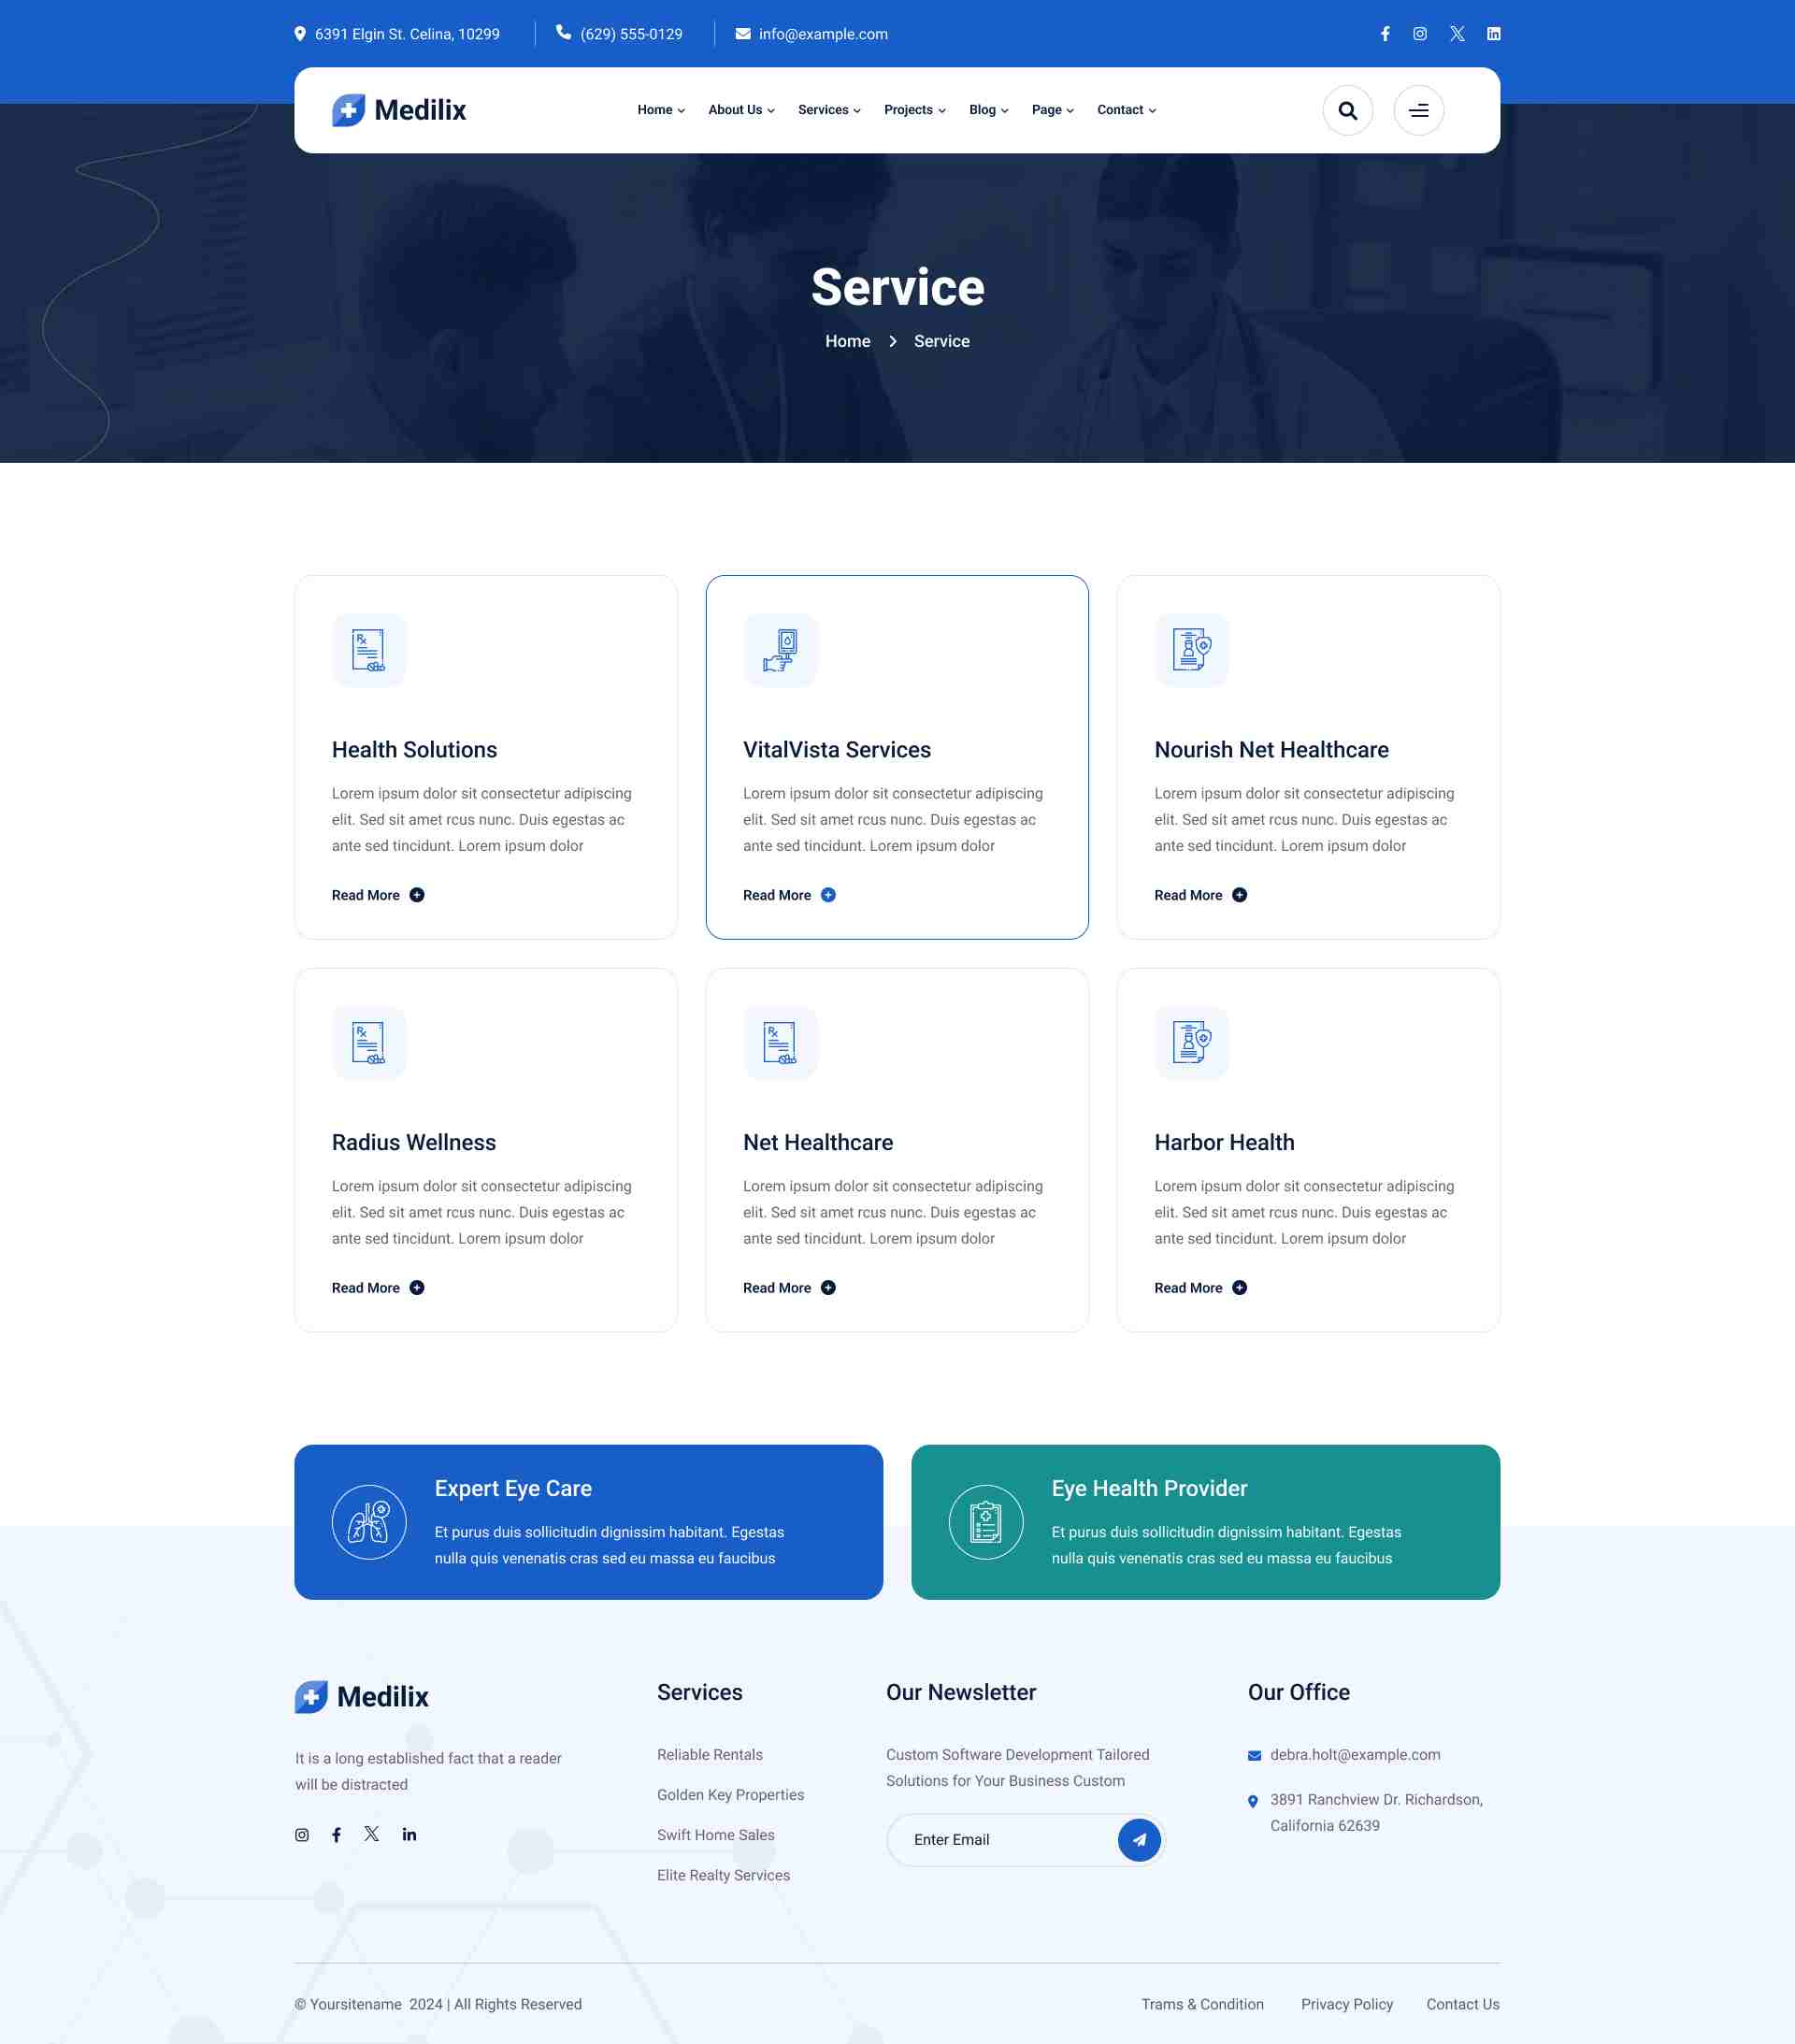 6391 Elgin St. Celina, 10299
(629) 555-0129
info@example.com
Medilix
Home
About Us
Services
Projects
Blog
Page
Contact
Service
Home > Service
Health Solutions
Lorem ipsum dolor sit consectetur adipiscing
elit. Sed sit amet rcus nunc. Duis egestas ac
ante sed tincidunt. Lorem ipsum dolor
Read More
VitalVista Services
Lorem ipsum dolor sit consectetur adipiscing
elit. Sed sit amet rcus nunc. Duis egestas ac
ante sed tincidunt. Lorem ipsum dolor
Read More
Nourish Net Healthcare
Lorem ipsum dolor sit consectetur adipiscing
elit. Sed sit amet rcus nunc. Duis egestas ac
ante sed tincidunt. Lorem ipsum dolor
Read More
Radius Wellness
Lorem ipsum dolor sit consectetur adipiscing
elit. Sed sit amet rcus nunc. Duis egestas ac
ante sed tincidunt. Lorem ipsum dolor
Read More
Net Healthcare
Lorem ipsum dolor sit consectetur adipiscing
elit. Sed sit amet rcus nunc. Duis egestas ac
ante sed tincidunt. Lorem ipsum dolor
Read More
Harbor Health
Lorem ipsum dolor sit consectetur adipiscing
elit. Sed sit amet rcus nunc. Duis egestas ac
ante sed tincidunt. Lorem ipsum dolor
Read More
Expert Eye Care
Et purus duis sollicitudin dignissim habitant. Egestas
nulla quis venenatis cras sed eu massa eu faucibus
Eye Health Provider
Et purus duis sollicitudin dignissim habitant. Egestas
nulla quis venenatis cras sed eu massa eu faucibus
Medilix
It is a long established fact that a reader
will be distracted
Services
Reliable Rentals
Golden Key Properties
Swift Home Sales
Elite Realty Services
Our Newsletter
Custom Software Development Tailored
Solutions for Your Business Custom
Enter Email
Our Office
debra.holt@example.com
3891 Ranchview Dr. Richardson,
California 62639
© Yoursitename 2024 | All Rights Reserved
Trams & Condition
Privacy Policy
Contact Us